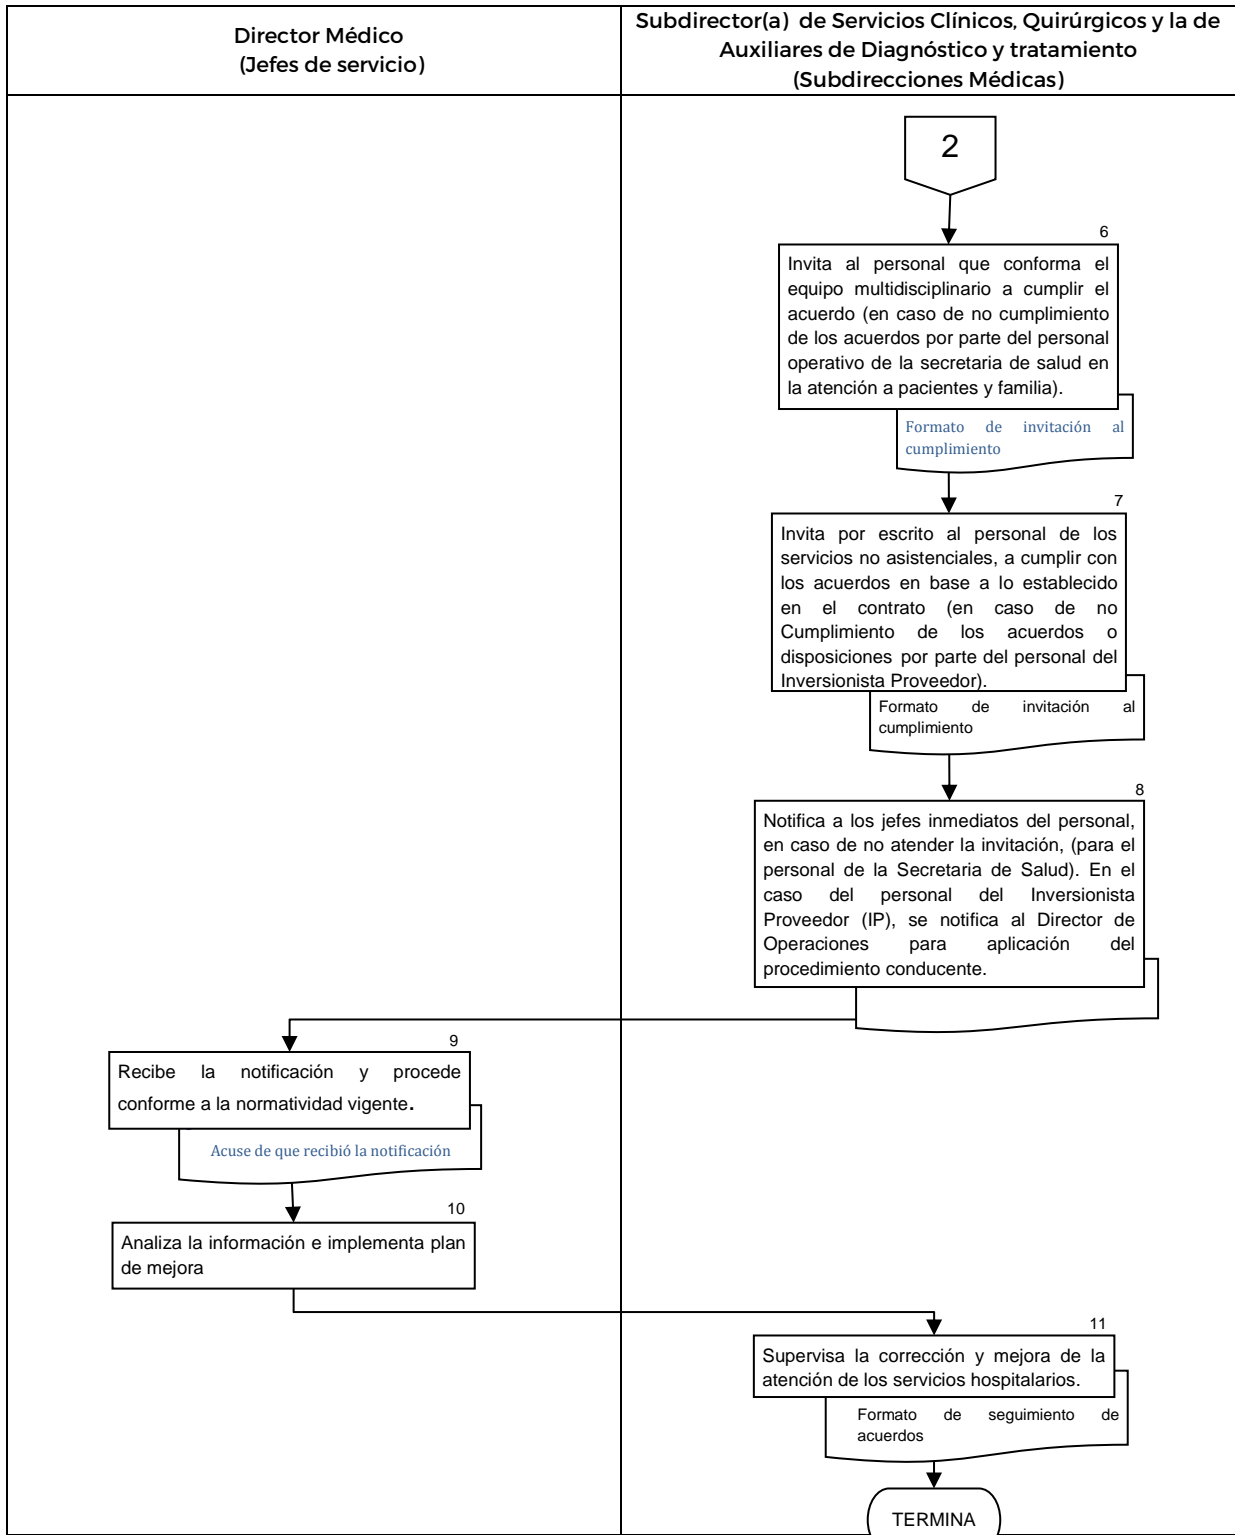 Director Médico
(Jefes de servicio)
Subdirector(a) de Servicios Clínicos, Quirúrgicos y la de
Auxiliares de Diagnóstico y tratamiento
(Subdirecciones Médicas)
2
6
Invita al personal que conforma el
equipo multidisciplinario a cumplir el
acuerdo (en caso de no cumplimiento
de los acuerdos por parte del personal
operativo de la secretaria de salud en
la atención a pacientes y familia).
Formato de invitación al
cumplimiento
7
Invita por escrito al personal de los
servicios no asistenciales, a cumplir con
los acuerdos en base a lo establecido
en el contrato (en caso de no
Cumplimiento de los acuerdos o
disposiciones por parte del personal del
Inversionista Proveedor).
Formato de invitación al
cumplimiento
8
Notifica a los jefes inmediatos del personal,
en caso de no atender la invitación, (para el
personal de la Secretaria de Salud). En el
caso del personal del Inversionista
Proveedor (IP), se notifica al Director de
Operaciones para aplicación del
procedimiento conducente.
9
Recibe la notificación y procede
conforme a la normatividad vigente.
Acuse de que recibió la notificación
10
Analiza la información e implementa plan
de mejora
11
Supervisa la corrección y mejora de la
atención de los servicios hospitalarios.
Formato de seguimiento de
acuerdos
TERMINA